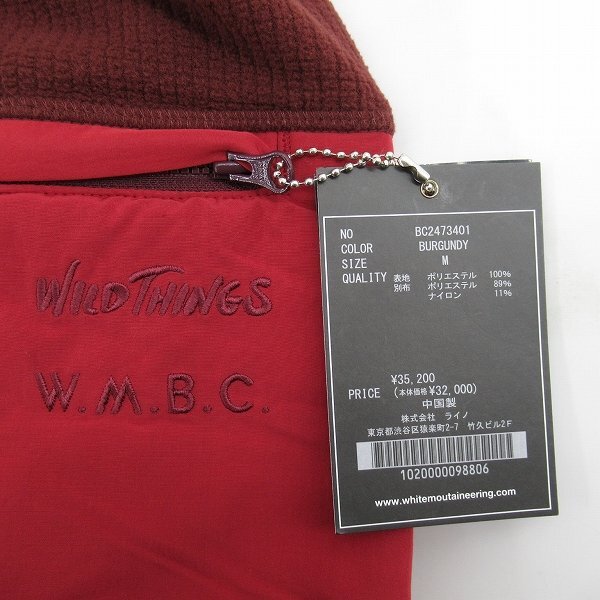 WILD THINGS
W.M.B.C.
NO BC2473401
COLOR BURGUNDY
SIZE M
QUALITY 表地 ポリエステル 100%
別布 ポリエステル 89%
ナイロン 11%
¥35,200
PRICE (本体価格¥32,000)
中国製
株式会社 ライノ
東京都渋谷区猿楽町2-7 竹久ビル2F
1020000098806
www.whitemoutaineering.com